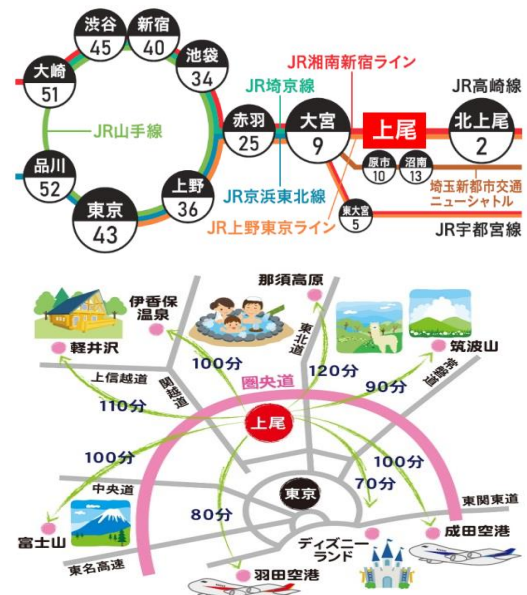 渋谷
45
新宿
40
池袋
34
大崎
51
JR山手線
品川
52
東京
43
上野
36
赤羽
25
大宮
9
JR埼京線
JR湘南新宿ライン
JR高崎線
上尾
北上尾
2
原市
10
沼南
13
埼玉新都市交通
ニューシャトル
東大宮
5
JR京浜東北線
JR上野東京ライン
JR宇都宮線
那須高原
伊香保
温泉
軽井沢
筑波山
東北道
常磐道
上信越道
関越道
圏央道
100分
120分
90分
110分
上尾
100分
100分
70分
80分
中央道
東京
東関東道
富士山
東名高速
羽田空港
ディズニー
ランド
成田空港